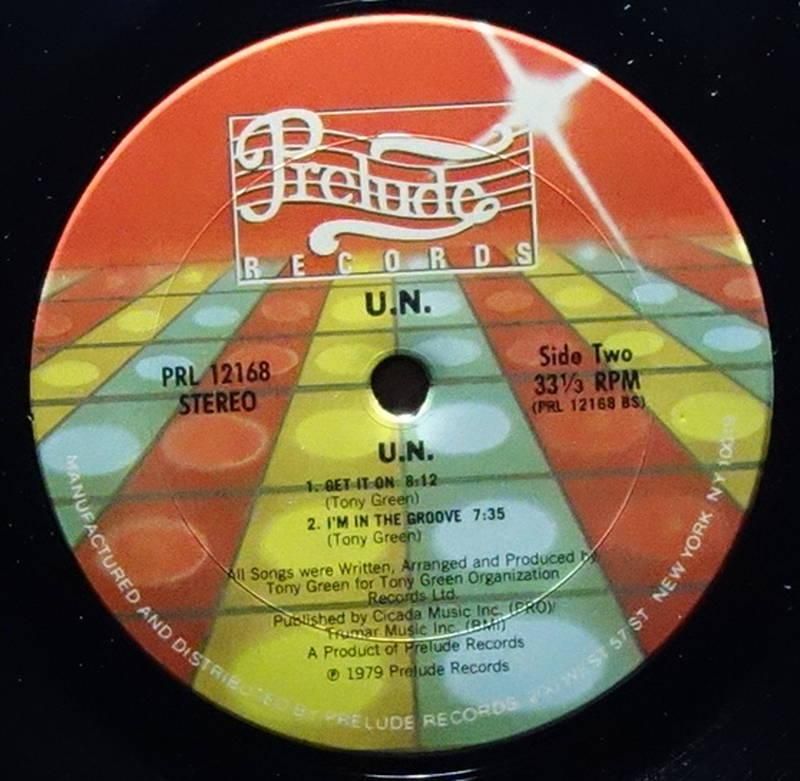 Prelude
RECORDS
U.N.
PRL 12168
STEREO
Side Two
33⅓ RPM
(PRL 12168 BS)
U.N.
1. GET IT ON 8:12
(Tony Green)
2. I'M IN THE GROOVE 7:35
(Tony Green)
All Songs were Written, Arranged and Produced by
Tony Green for Tony Green Organization
Records Ltd.
Published by Cicada Music Inc. (PRO)/
Trumar Music Inc. (BMI)
A Product of Prelude Records
℗ 1979 Prelude Records
MANUFACTURED AND DISTRIBUTED BY PRELUDE RECORDS 200 WEST 57 ST NEW YORK NY